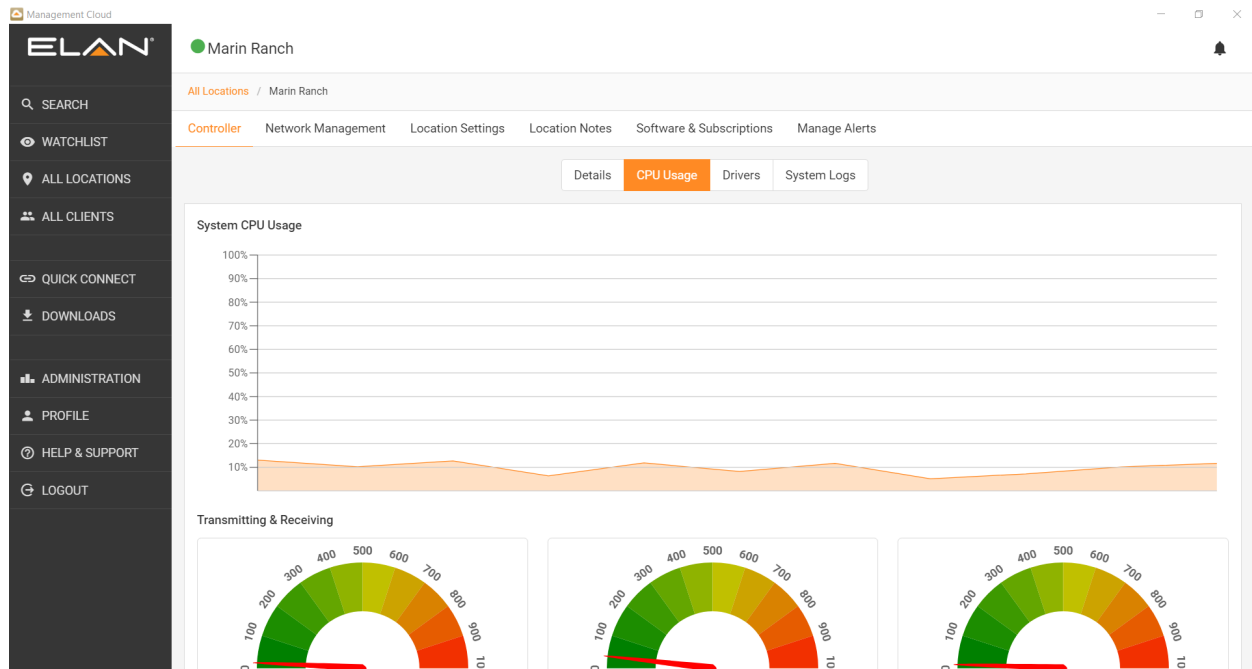 Management Cloud
ELAN®
Marin Ranch
All Locations / Marin Ranch
SEARCH
WATCHLIST
ALL LOCATIONS
ALL CLIENTS
QUICK CONNECT
DOWNLOADS
ADMINISTRATION
PROFILE
HELP & SUPPORT
LOGOUT
Controller Network Management Location Settings Location Notes Software & Subscriptions Manage Alerts
Details CPU Usage Drivers System Logs
System CPU Usage
100%
90%
80%
70%
60%
50%
40%
30%
20%
10%
Transmitting & Receiving
100 200 300 400 500 600 700 800 900
100 200 300 400 500 600 700 800 900
100 200 300 400 500 600 700 800 900